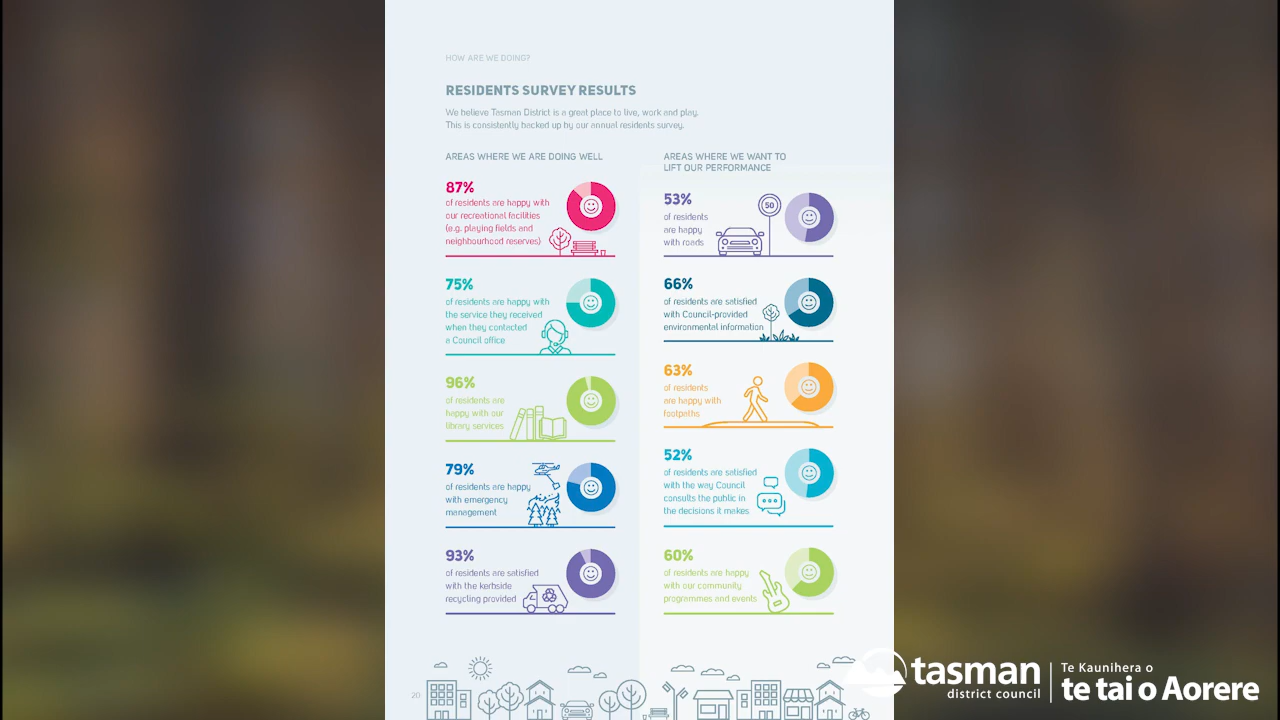 HOW ARE WE DOING?
RESIDENTS SURVEY RESULTS
We believe Tasman District is a great place to live, work and play.
This is consistently backed up by our annual residents survey.
AREAS WHERE WE ARE DOING WELL
87%
of residents are happy with
our recreational facilities
(e.g. playing fields and
neighbourhood reserves)
75%
of residents are happy with
the service they received
when they contacted
a Council office
96%
of residents are
happy with our
library services
79%
of residents are happy
with emergency
management
93%
of residents are satisfied
with the kerbside
recycling provided
AREAS WHERE WE WANT TO
LIFT OUR PERFORMANCE
53%
of residents
are happy
with roads
50
66%
of residents are satisfied
with Council-provided
environmental information
63%
of residents
are happy with
footpaths
52%
of residents are satisfied
with the way Council
consults the public in
the decisions it makes
60%
of residents are happy
with our community
programmes and events
20
tasman
district council
Te Kaunihera o
te tai o Aorere